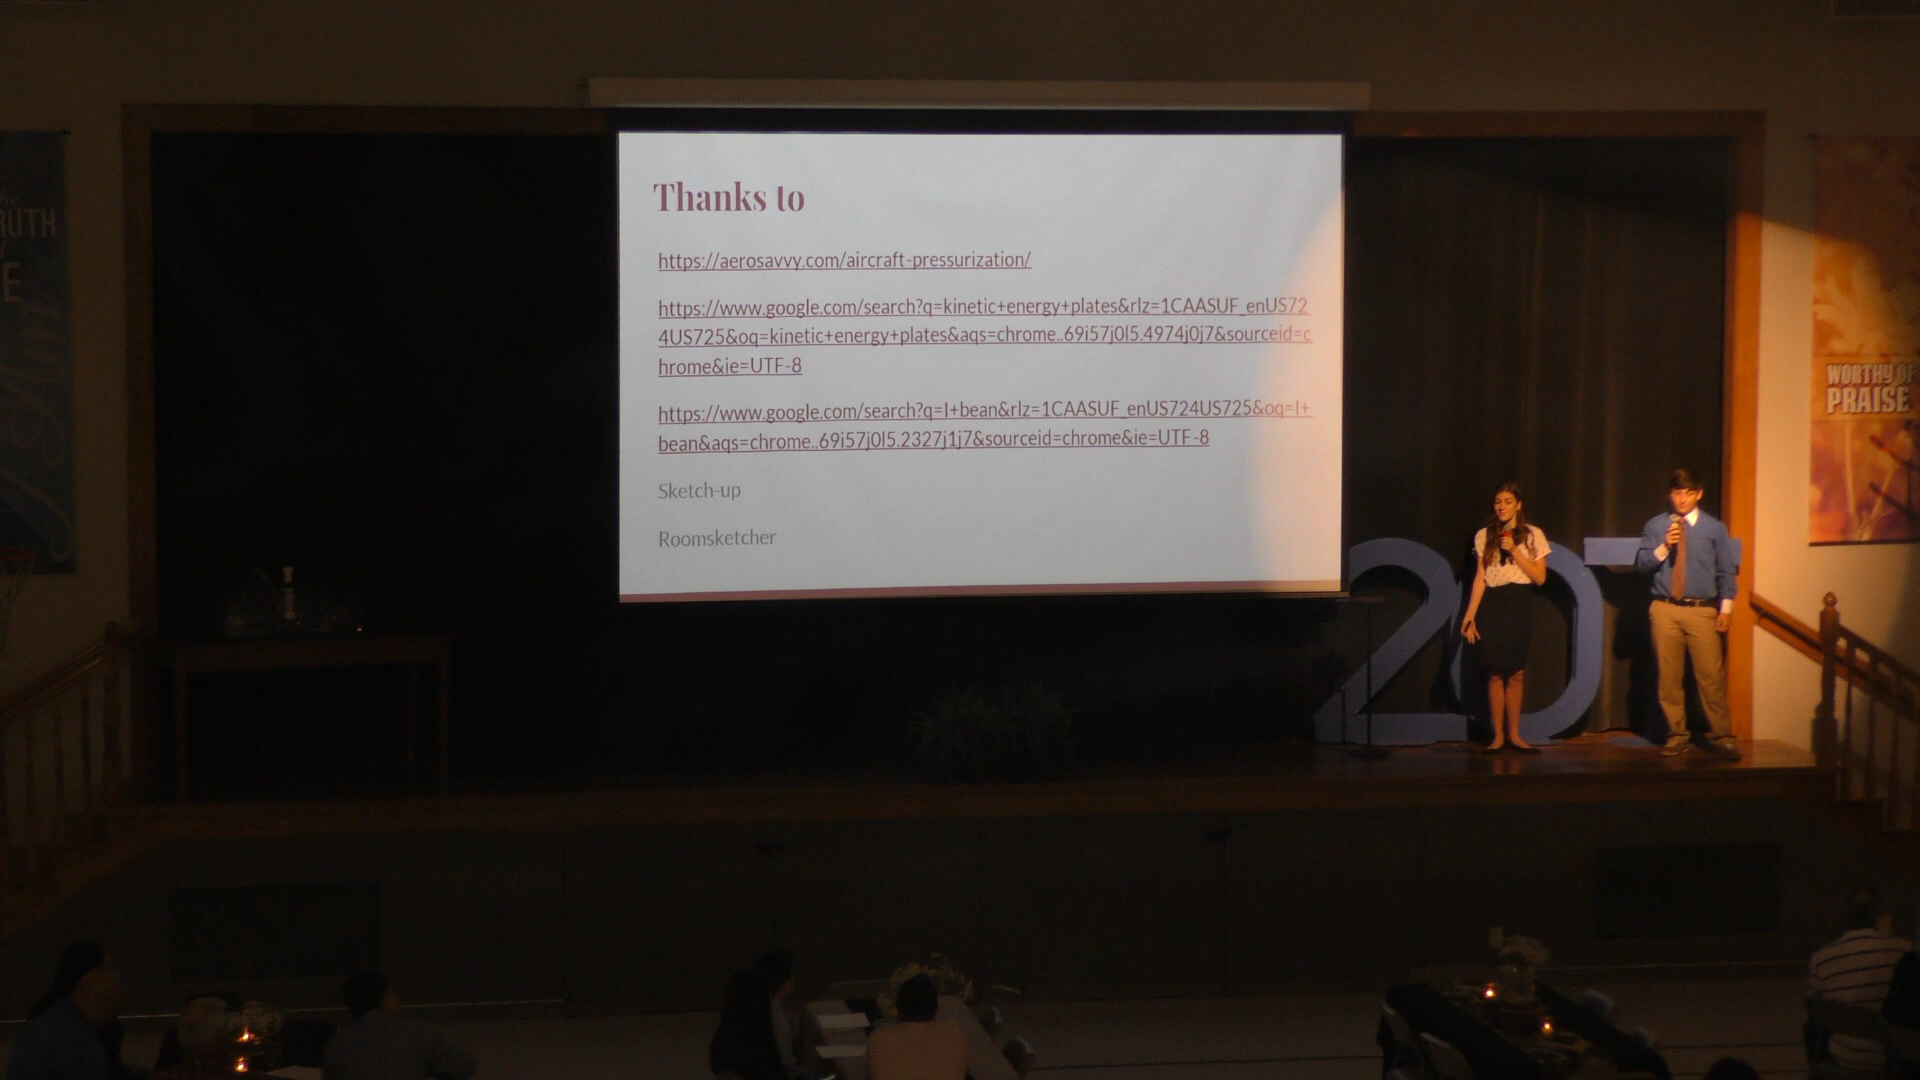 Thanks to
https://aerosavvy.com/aircraft-pressurization/
https://www.google.com/search?q=kinetic+energy+plates&rlz=1CAASUF_enUS72
4US725&oq=kinetic+energy+plates&aqs=chrome..69i57j0l5.4974j0j7&sourceid=c
hrome&ie=UTF-8
https://www.google.com/search?q=I+bean&rlz=1CAASUF_enUS724US725&oq=I+
bean&aqs=chrome..69i57j0l5.2327j1j7&sourceid=chrome&ie=UTF-8
Sketch-up
Roomsketcher
20
WORTHY OF
PRAISE